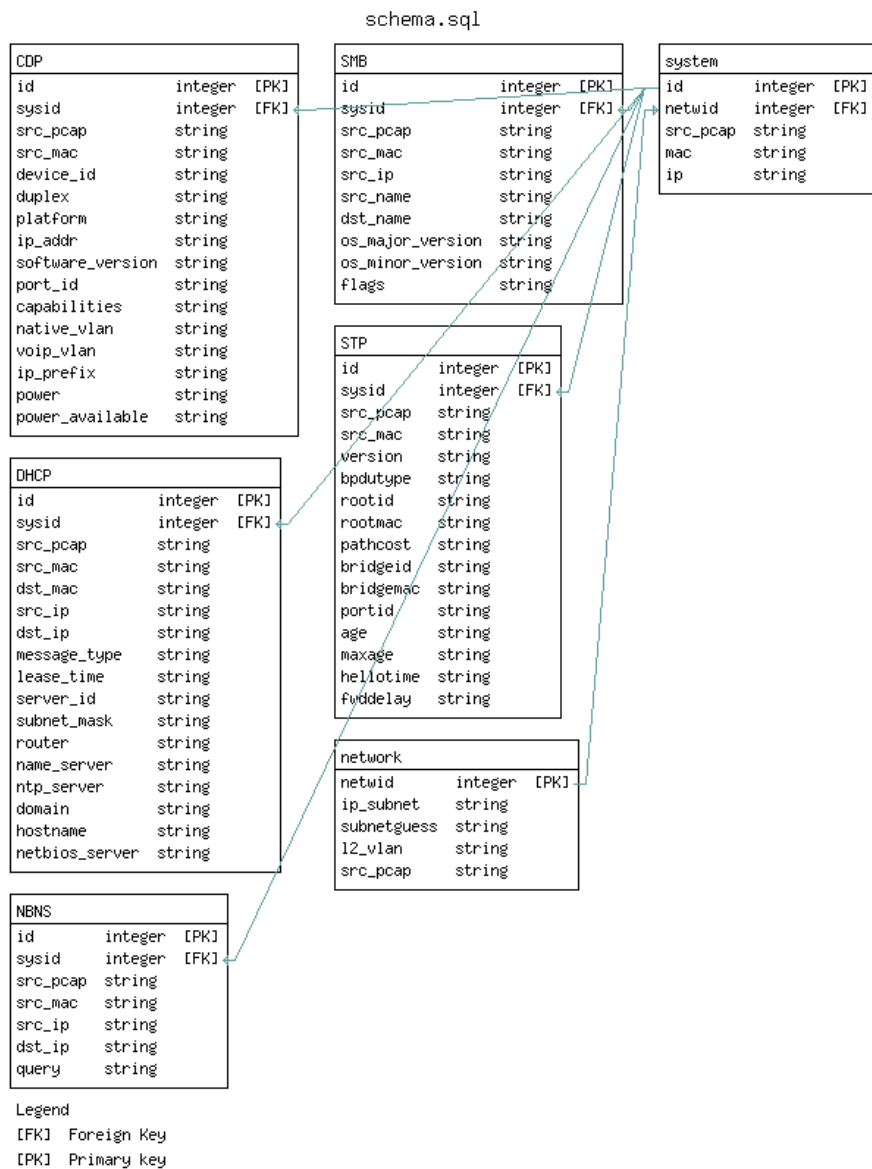 schema.sql
CDP
id integer [PK]
sysid integer [FK]
src_pcap string
src_mac string
device_id string
duplex string
platform string
ip_addr string
software_version string
port_id string
capabilities string
native_vlan string
voip_vlan string
ip_prefix string
power string
power_available string
DHCP
id integer [PK]
sysid integer [FK]
src_pcap string
src_mac string
dst_mac string
src_ip string
dst_ip string
message_type string
lease_time string
server_id string
subnet_mask string
router string
name_server string
ntp_server string
domain string
hostname string
netbios_server string
NBNS
id integer [PK]
sysid integer [FK]
src_pcap string
src_mac string
src_ip string
dst_ip string
query string
SMB
id integer [PK]
sysid integer [FK]
src_pcap string
src_mac string
src_ip string
src_name string
dst_name string
os_major_version string
os_minor_version string
flags string
STP
id integer [PK]
sysid integer [FK]
src_pcap string
src_mac string
version string
bpdutype string
rootid string
rootmac string
pathcost string
bridgeid string
bridgemac string
portid string
age string
maxage string
hellotime string
fwddelay string
network
netwid integer [PK]
ip_subnet string
subnetguess string
l2_vlan string
src_pcap string
system
id integer [PK]
netwid integer [FK]
src_pcap string
mac string
ip string
Legend
[FK] Foreign Key
[PK] Primary key